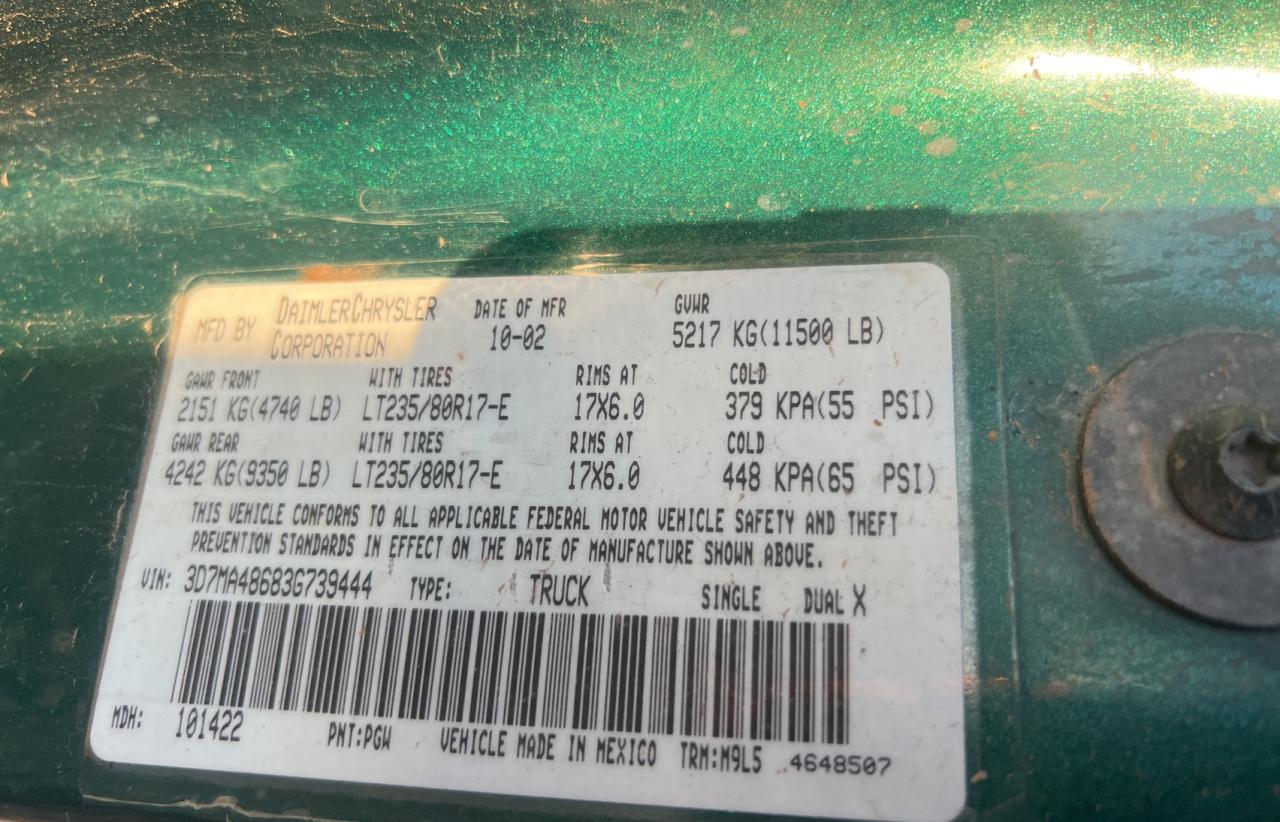 MFD BY DAIMLERCHRYSLER CORPORATION DATE OF MFR 10-02 GVWR 5217 KG(11500 LB)
GAWR FRONT WITH TIRES RIMS AT COLD
2151 KG(4740 LB) LT235/80R17-E 17X6.0 379 KPA(55 PSI)
GAWR REAR WITH TIRES RIMS AT COLD
4242 KG(9350 LB) LT235/80R17-E 17X6.0 448 KPA(65 PSI)
THIS VEHICLE CONFORMS TO ALL APPLICABLE FEDERAL MOTOR VEHICLE SAFETY AND THEFT
PREVENTION STANDARDS IN EFFECT ON THE DATE OF MANUFACTURE SHOWN ABOVE.
VIN: 3D7MA48683G739444 TYPE: TRUCK SINGLE DUAL X
MDH: 101422 PNT:PGW VEHICLE MADE IN MEXICO TRM:M9L5 4648507